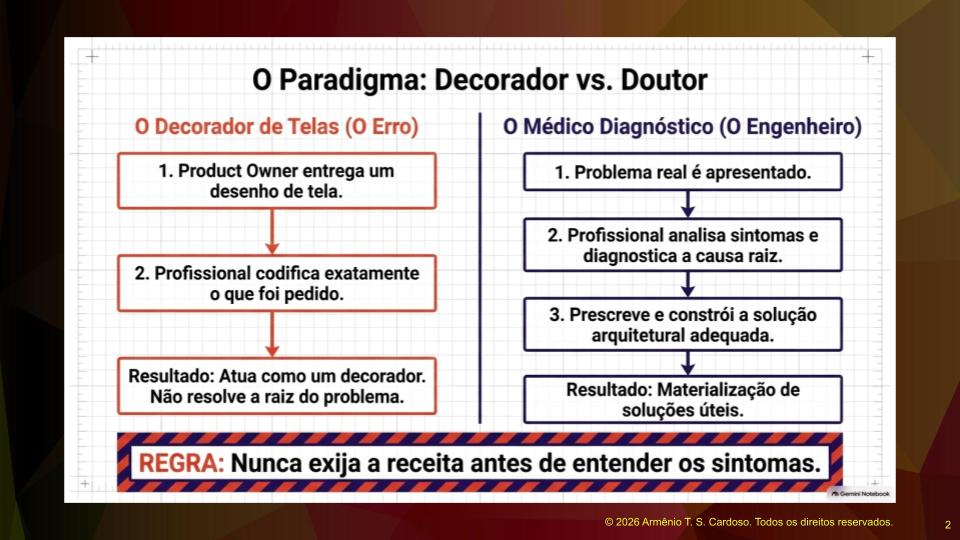 O Paradigma: Decorador vs. Doutor
O Decorador de Telas (O Erro)
1. Product Owner entrega um
desenho de tela.
2. Profissional codifica exatamente
o que foi pedido.
Resultado: Atua como um decorador.
Não resolve a raiz do problema.
O Médico Diagnóstico (O Engenheiro)
1. Problema real é apresentado.
2. Profissional analisa sintomas e
diagnostica a causa raiz.
3. Prescreve e constrói a solução
arquitetural adequada.
Resultado: Materialização de
soluções úteis.
REGRA: Nunca exija a receita antes de entender os sintomas.
Gemini Notebook
© 2026 Armênio T. S. Cardoso. Todos os direitos reservados.
2